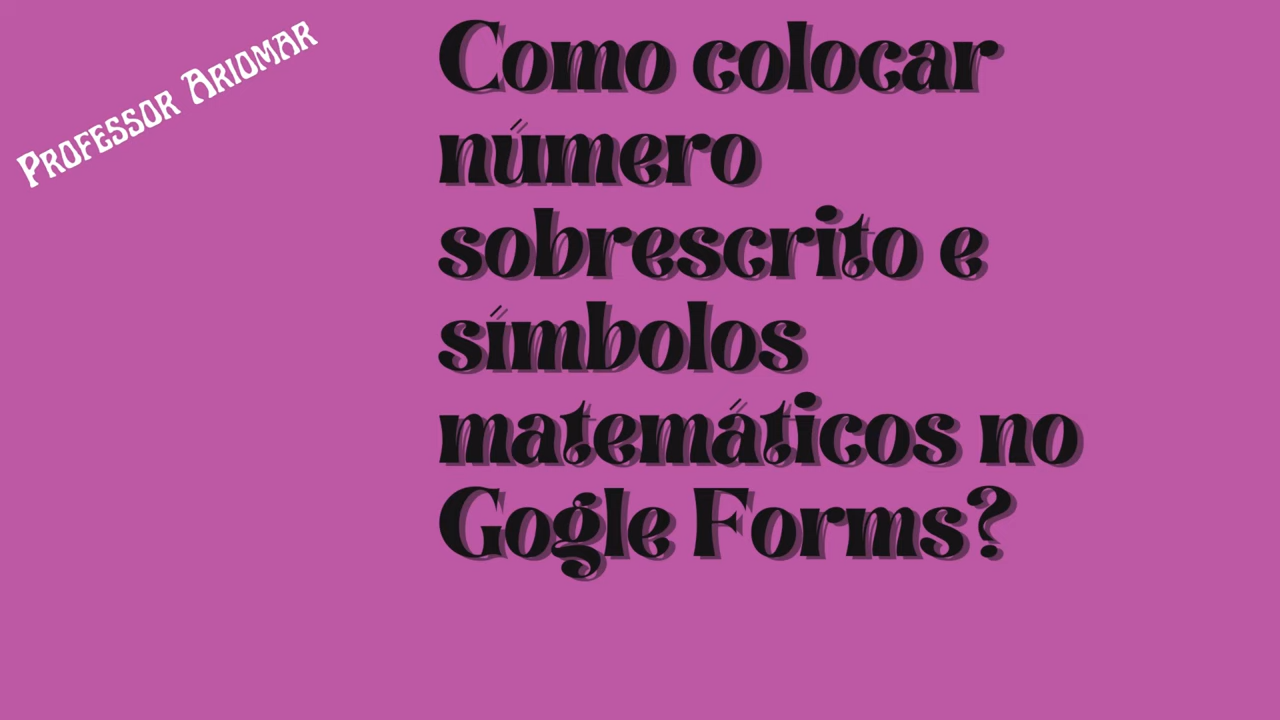 Professor Ariomar
Como colocar
número
sobrescrito e
símbolos
matemáticos no
Gogle Forms?